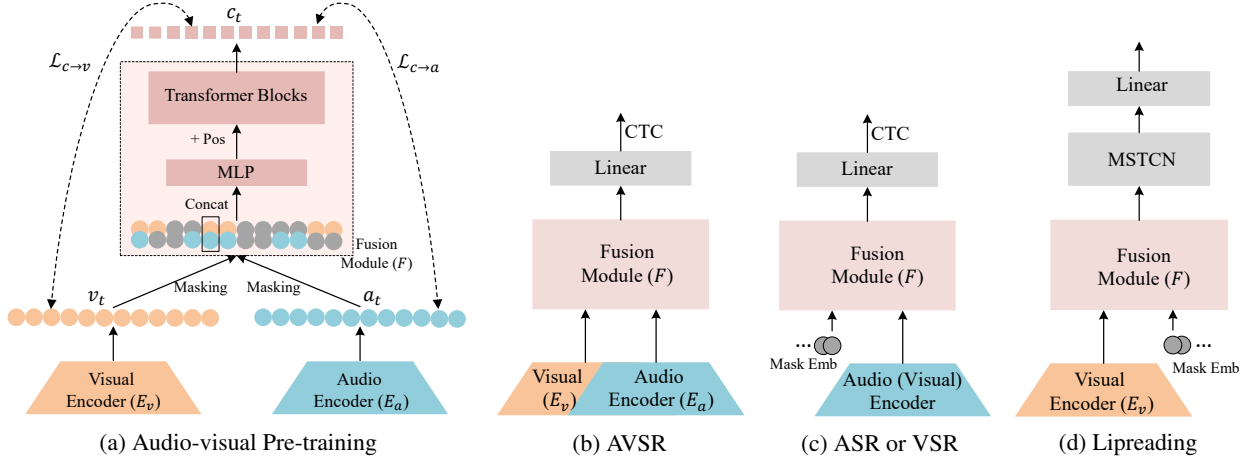 c_t
ℒ_{c→v}
ℒ_{c→a}
Transformer Blocks
+ Pos
MLP
Concat
Fusion
Module (F)
Masking
Masking
v_t
a_t
Visual
Encoder (E_v)
Audio
Encoder (E_a)
(a) Audio-visual Pre-training
CTC
Linear
Fusion
Module (F)
Visual
(E_v)
Audio
Encoder (E_a)
(b) AVSR
CTC
Linear
Fusion
Module (F)
...
Mask Emb
Audio (Visual)
Encoder
(c) ASR or VSR
Linear
MSTCN
Fusion
Module (F)
...
Mask Emb
Visual
Encoder (E_v)
(d) Lipreading